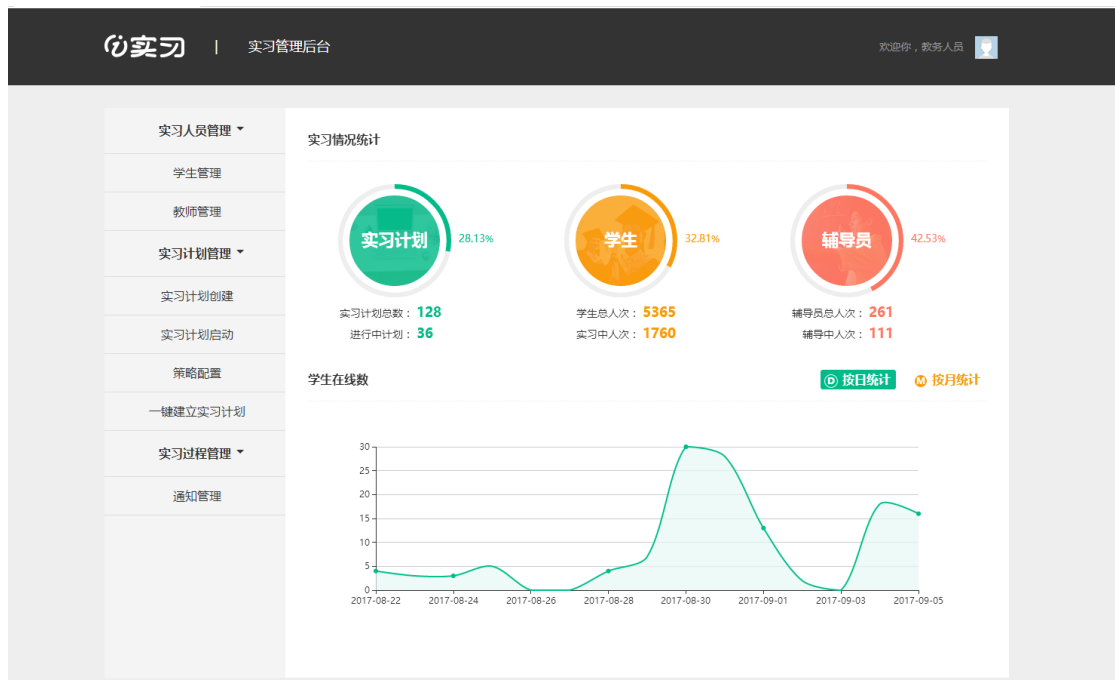 i实习 | 实习管理后台
欢迎你，教务人员
实习人员管理
学生管理
教师管理
实习计划管理
实习计划创建
实习计划启动
策略配置
一键建立实习计划
实习过程管理
通知管理
实习情况统计
实习计划 28.13%
实习计划总数： 128
进行中计划： 36
学生 32.81%
学生总人次： 5365
实习中人次： 1760
辅导员 42.53%
辅导员总人次： 261
辅导中人次： 111
学生在线数
D 按日统计
M 按月统计
30
25
20
15
10
5
0
2017-08-22 2017-08-24 2017-08-26 2017-08-28 2017-08-30 2017-09-01 2017-09-03 2017-09-05